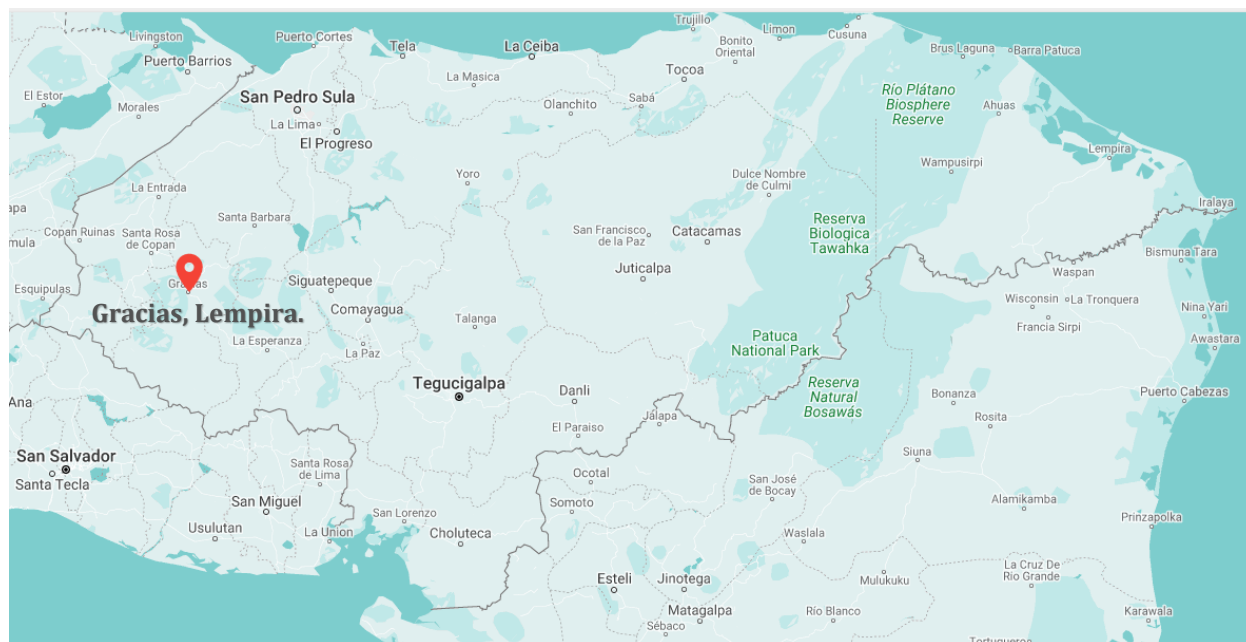 Trujillo
Limon
Cusuna
Livingston
Puerto Cortes
Tela
La Ceiba
Bonito
Oriental
Brus Laguna
Barra Patuca
Puerto Barrios
Tocoa
La Masica
El Estor
San Pedro Sula
Olanchito
Sabá
Río Plátano
Biosphere
Reserve
Ahuas
Morales
La Lima
El Progreso
Lempira
Wampusirpi
Yoro
Dulce Nombre
de Culmi
La Entrada
Iralaya
apa
Santa Barbara
Reserva
Biologica
Tawahka
mula
Copan Ruinas
Santa Rosa
de Copan
San Francisco
de la Paz
Catacamas
Bismuna Tara
Juticalpa
Waspan
Esquipulas
Siguatepeque
Wisconsin
La Tronquera
Nina Yari
Gracias, Lempira.
Comayagua
Talanga
Francia Sirpi
Patuca
National Park
Awastara
La Esperanza
La Paz
Tegucigalpa
Danli
Reserva
Natural
Bosawás
Bonanza
Puerto Cabezas
Ana
Jalapa
Rosita
El Paraiso
San Salvador
Santa Tecla
Santa Rosa
de Lima
Siuna
Ocotal
San José
de Bocay
San Miguel
Somoto
Alamikamba
Usulutan
La Union
San Lorenzo
Choluteca
Prinzapolka
Waslala
Esteli
Jinotega
Mulukuku
La Cruz De
Rio Grande
Matagalpa
Río Blanco
Karawala
Sébaco